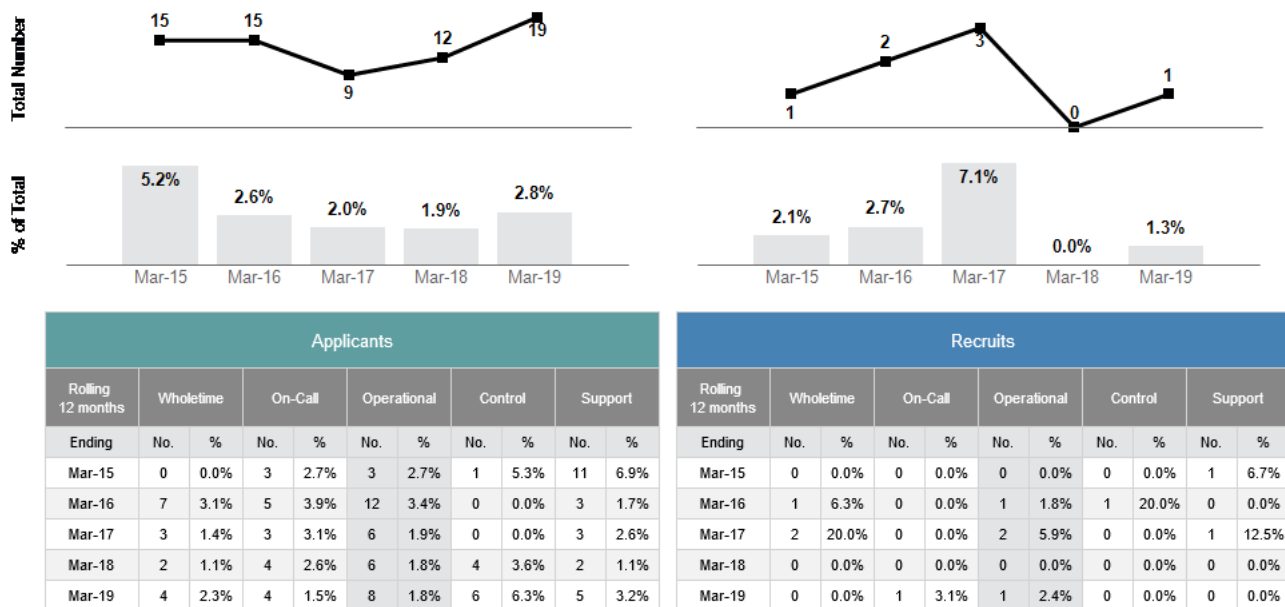 Total Number
15 15 9 12 19
1 2 3 0 1
% of Total
5.2% 2.6% 2.0% 1.9% 2.8%
2.1% 2.7% 7.1% 0.0% 1.3%
Mar-15 Mar-16 Mar-17 Mar-18 Mar-19
Mar-15 Mar-16 Mar-17 Mar-18 Mar-19
Applicants
Rolling
12 months Wholetime On-Call Operational Control Support
Ending No. % No. % No. % No. % No. %
Mar-15 0 0.0% 3 2.7% 3 2.7% 1 5.3% 11 6.9%
Mar-16 7 3.1% 5 3.9% 12 3.4% 0 0.0% 3 1.7%
Mar-17 3 1.4% 3 3.1% 6 1.9% 0 0.0% 3 2.6%
Mar-18 2 1.1% 4 2.6% 6 1.8% 4 3.6% 2 1.1%
Mar-19 4 2.3% 4 1.5% 8 1.8% 6 6.3% 5 3.2%
Recruits
Rolling
12 months Wholetime On-Call Operational Control Support
Ending No. % No. % No. % No. % No. %
Mar-15 0 0.0% 0 0.0% 0 0.0% 0 0.0% 1 6.7%
Mar-16 1 6.3% 0 0.0% 1 1.8% 1 20.0% 0 0.0%
Mar-17 2 20.0% 0 0.0% 2 5.9% 0 0.0% 1 12.5%
Mar-18 0 0.0% 0 0.0% 0 0.0% 0 0.0% 0 0.0%
Mar-19 0 0.0% 1 3.1% 1 2.4% 0 0.0% 0 0.0%